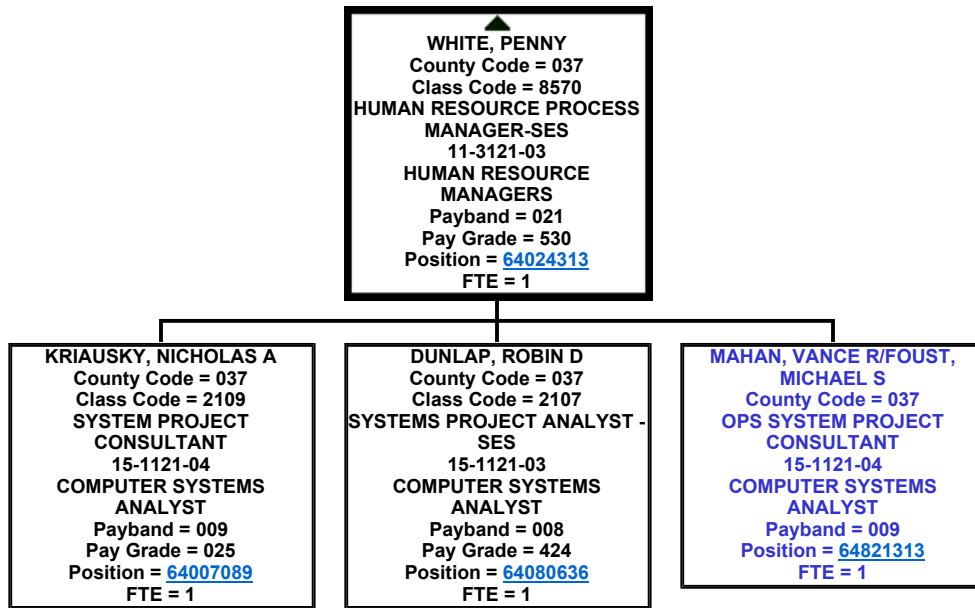 WHITE, PENNY
County Code = 037
Class Code = 8570
HUMAN RESOURCE PROCESS
MANAGER-SES
11-3121-03
HUMAN RESOURCE
MANAGERS
Payband = 021
Pay Grade = 530
Position = 64024313
FTE = 1
KRIAUSKY, NICHOLAS A
County Code = 037
Class Code = 2109
SYSTEM PROJECT
CONSULTANT
15-1121-04
COMPUTER SYSTEMS
ANALYST
Payband = 009
Pay Grade = 025
Position = 64007089
FTE = 1
DUNLAP, ROBIN D
County Code = 037
Class Code = 2107
SYSTEMS PROJECT ANALYST -
SES
15-1121-03
COMPUTER SYSTEMS
ANALYST
Payband = 008
Pay Grade = 424
Position = 64080636
FTE = 1
MAHAN, VANCE R/FOUST,
MICHAEL S
County Code = 037
OPS SYSTEM PROJECT
CONSULTANT
15-1121-04
COMPUTER SYSTEMS
ANALYST
Payband = 009
Position = 64821313
FTE = 1